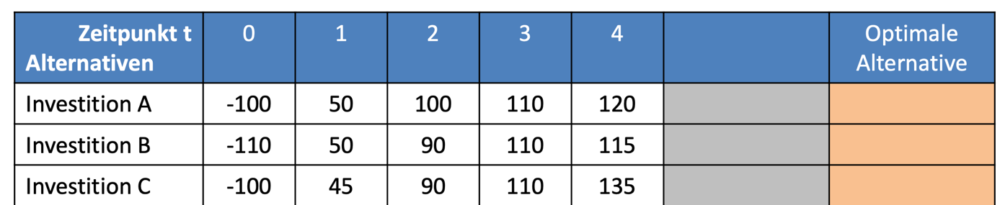 Zeitpunkt t 0 1 2 3 4 Optimale
Alternativen Alternative
Investition A -100 50 100 110 120
Investition B -110 50 90 110 115
Investition C -100 45 90 110 135